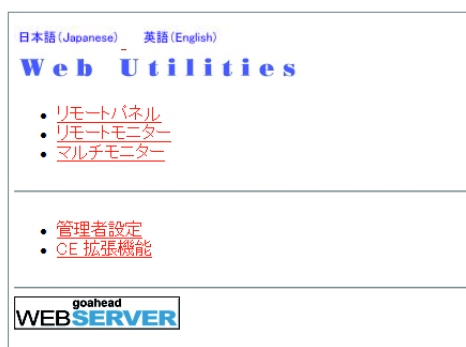 日本語(Japanese) 英語(English)
Web Utilities
リモートパネル
リモートモニター
マルチモニター
管理者設定
CE 拡張機能
goahead
WEBSERVER